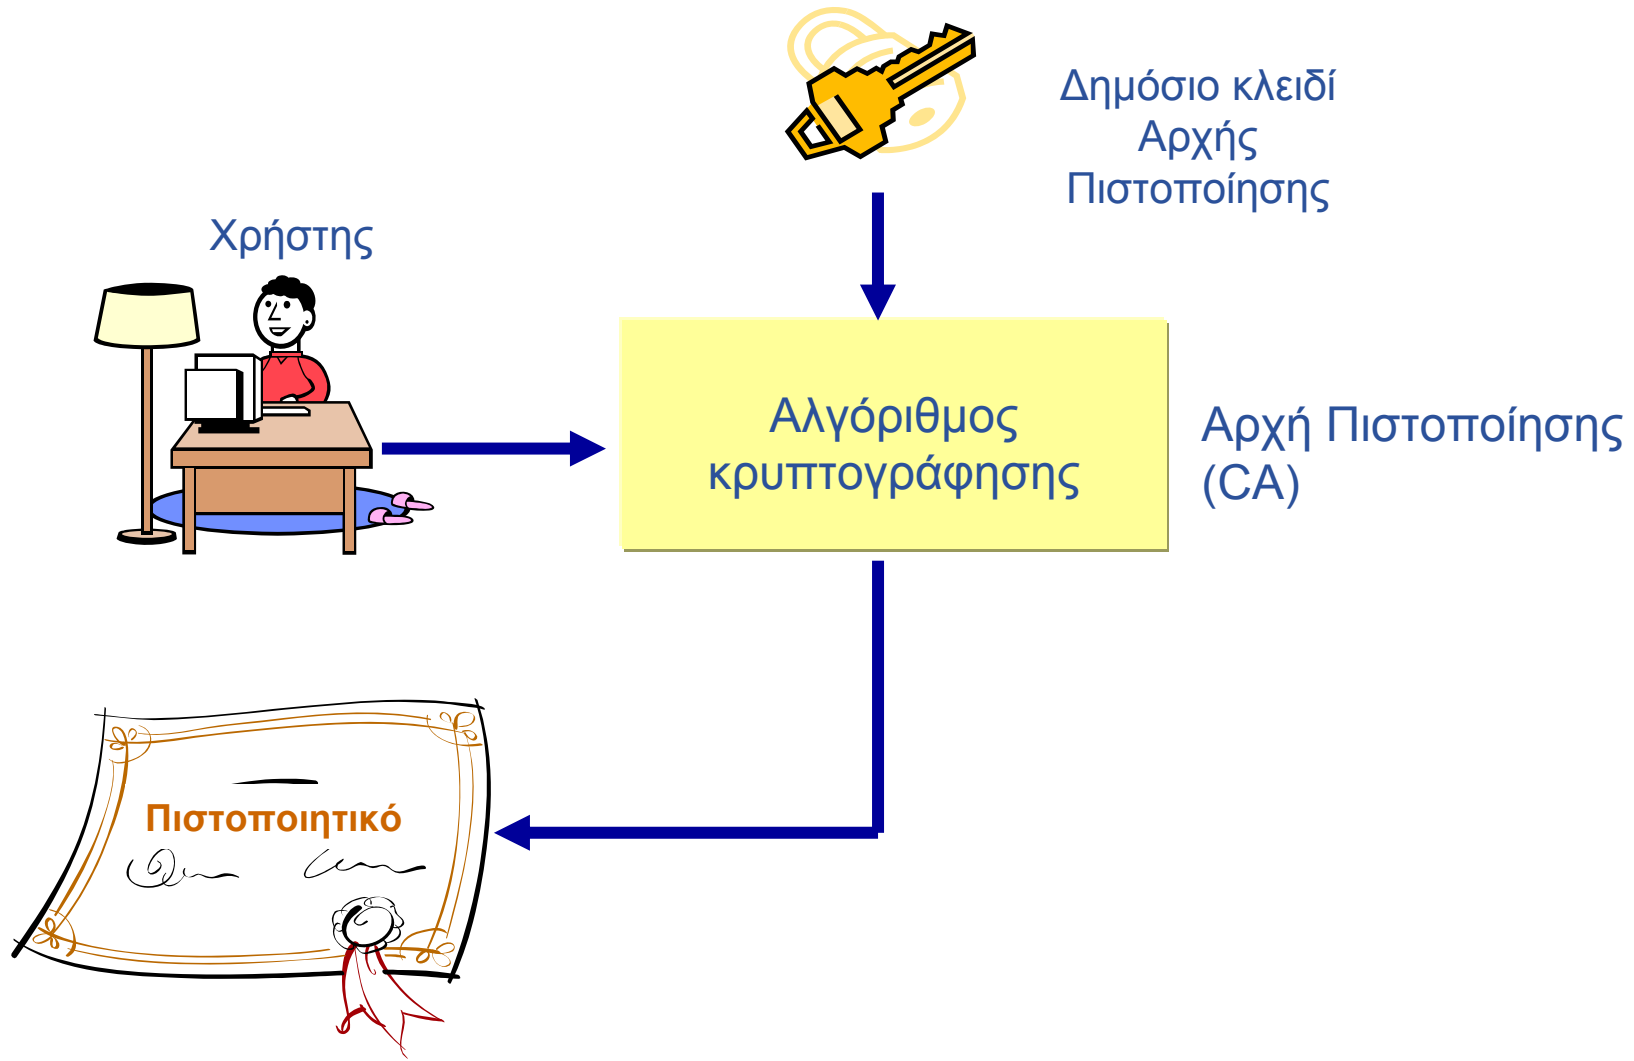 Δημόσιο κλειδί
Αρχής
Πιστοποίησης
Χρήστης
Αλγόριθμος
κρυπτογράφησης
Αρχή Πιστοποίησης
(CA)
Πιστοποιητικό